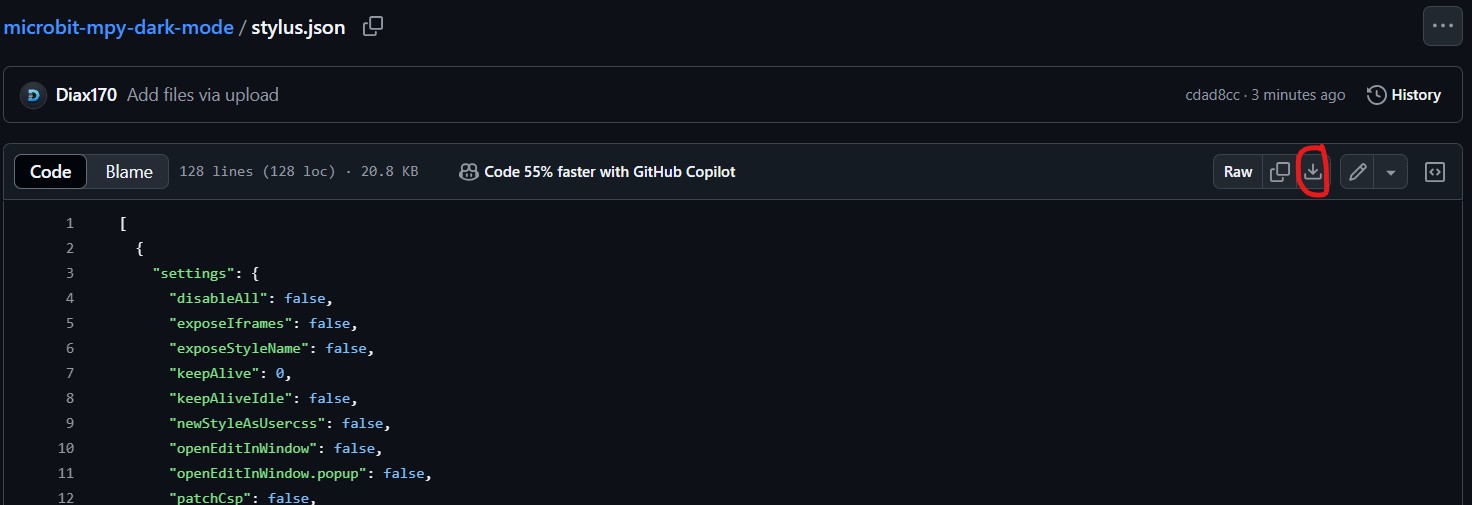 microbit-mpy-dark-mode / stylus.json
Diax170 Add files via upload cdad8cc · 3 minutes ago History
Code Blame 128 lines (128 loc) · 20.8 KB Code 55% faster with GitHub Copilot Raw
1 [
2 {
3 "settings": {
4 "disableAll": false,
5 "exposeIframes": false,
6 "exposeStyleName": false,
7 "keepAlive": 0,
8 "keepAliveIdle": false,
9 "newStyleAsUsercss": false,
10 "openEditInWindow": false,
11 "openEditInWindow.popup": false,
12 "patchCsp": false,